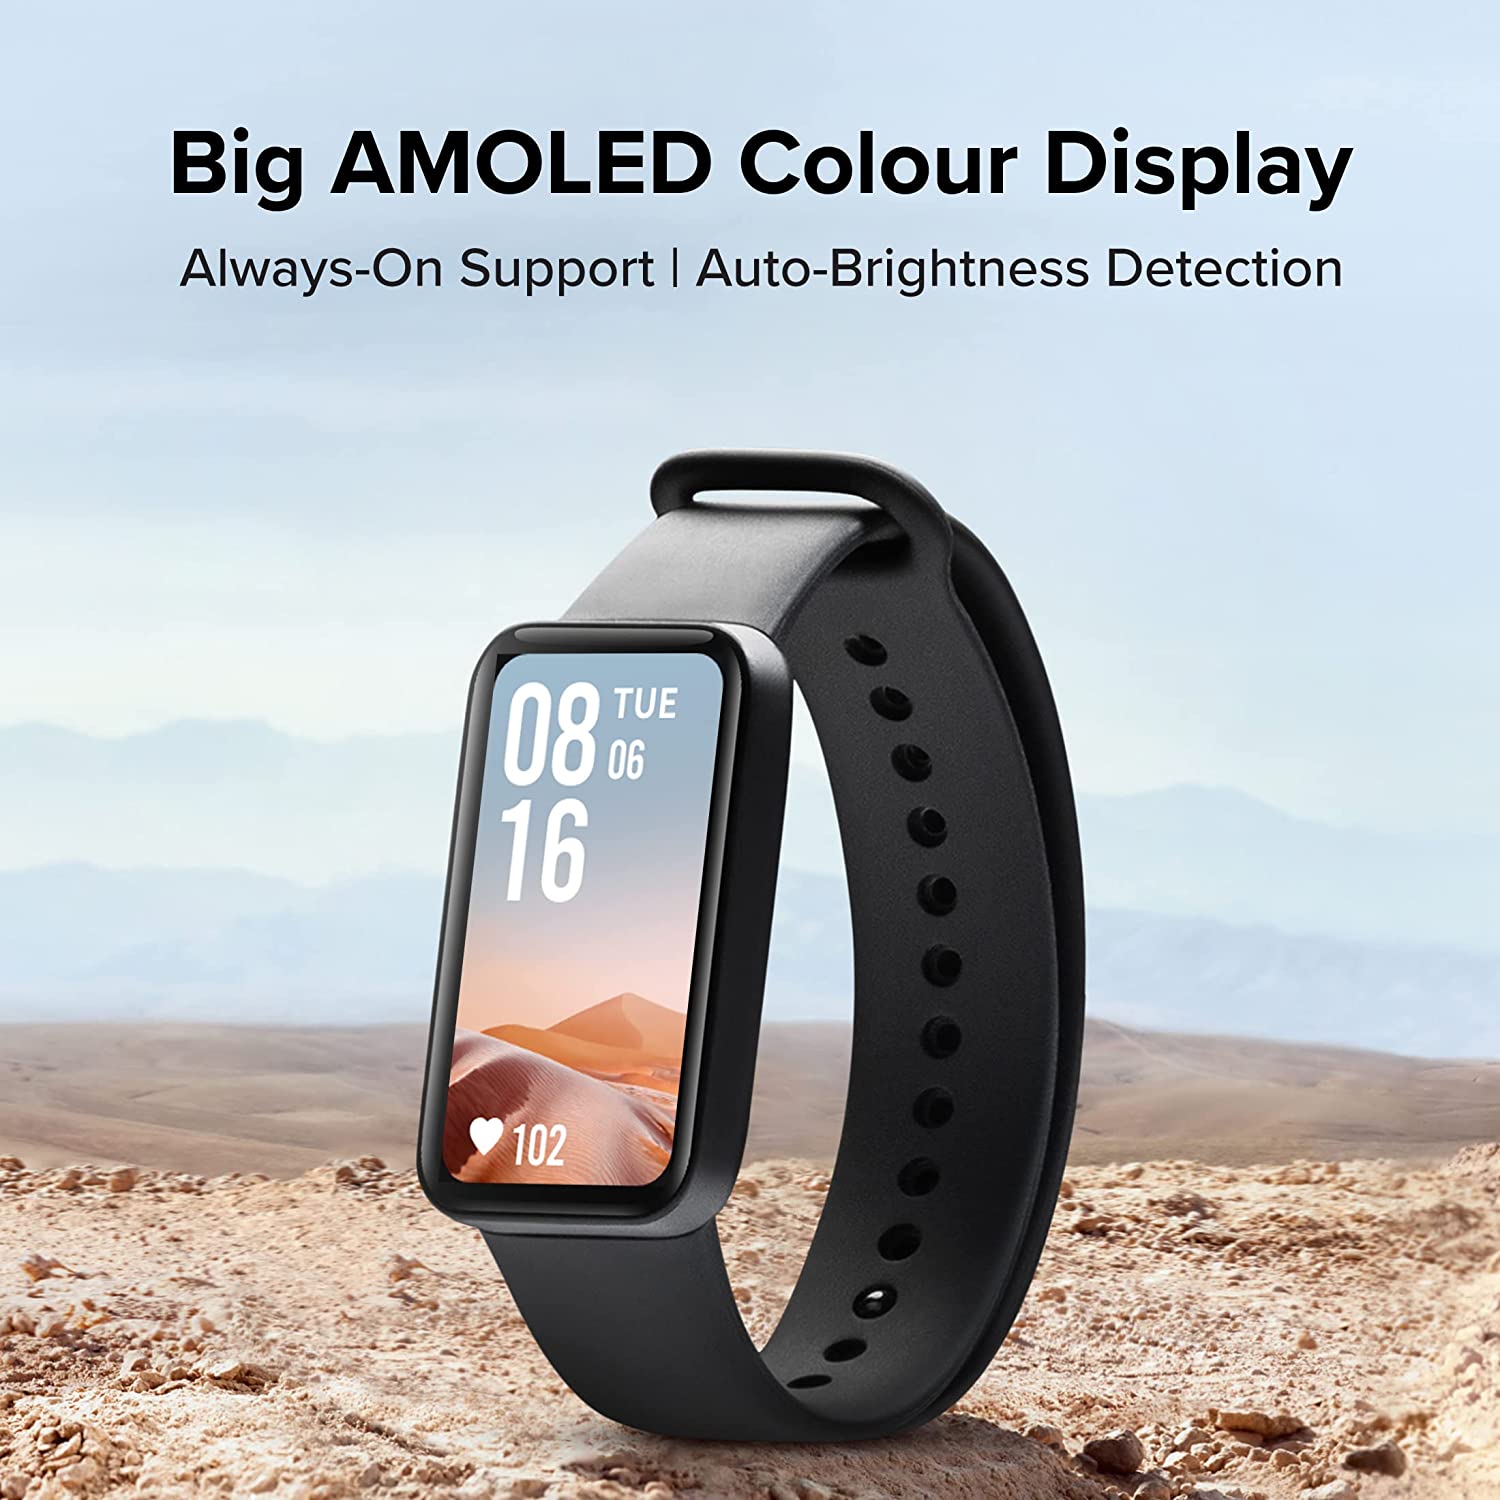 Big AMOLED Colour Display
Always-On Support | Auto-Brightness Detection
08 TUE
06
16
102